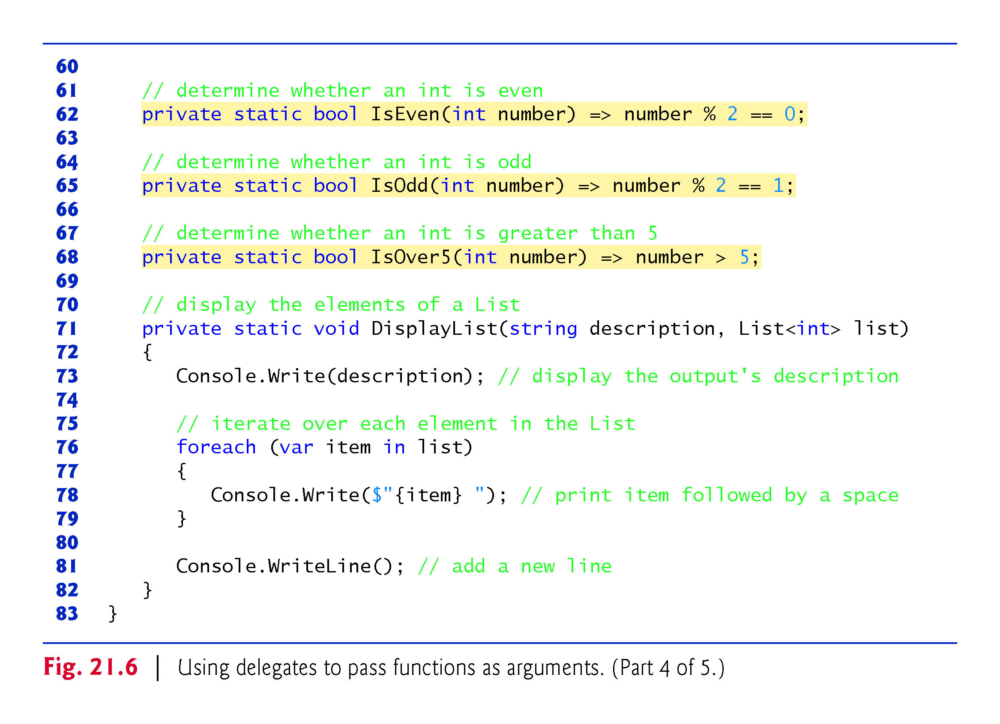 60
61 // determine whether an int is even
62 private static bool IsEven(int number) => number % 2 == 0;
63
64 // determine whether an int is odd
65 private static bool IsOdd(int number) => number % 2 == 1;
66
67 // determine whether an int is greater than 5
68 private static bool IsOver5(int number) => number > 5;
69
70 // display the elements of a List
71 private static void DisplayList(string description, List<int> list)
72 {
73 Console.Write(description); // display the output's description
74
75 // iterate over each element in the List
76 foreach (var item in list)
77 {
78 Console.Write($"{item} "); // print item followed by a space
79 }
80
81 Console.WriteLine(); // add a new line
82 }
83 }
Fig. 21.6 | Using delegates to pass functions as arguments. (Part 4 of 5.)